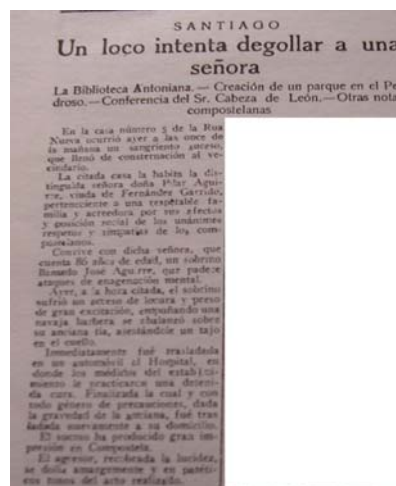 SANTIAGO
Un loco intenta degollar a una
señora
La Biblioteca Antoniana.—Creación de un parque en el Pe
droso.—Conferencia del Sr. Cabeza de León.—Otras nota
compostelanas
En la casa número 5 de la Rua
Nueva ocurrió ayer a las once de
la mañana un sangriento suceso,
que llenó de consternación al ve-
cindario.
La citada casa la habita la dis-
tinguida señora doña Pilar Agui-
rre, viuda de Fernández Garrido,
perteneciente a una respetable fa-
milia y acreedora por sus efectos
y posición social de los unánimes
respetos y simpatías de los com-
postelanos.
Convive con dicha señora, que
cuenta 86 años de edad, un sobrino
llamado José Aguirre, que padece
ataques de enagenación mental.
Ayer, a la hora citada, el sobrino
sufrió un acceso de locura y preso
de gran excitación, empuñando una
navaja barbera se abalanzó sobre
su anciana tía, asestándole un tajo
en el cuello.
Inmediatamente fué trasladada
en un automóvil al Hospital, en
donde los médicos del estableci-
miento le practicaron una deteni-
da cura. Finalizada la cual y con
todo género de precauciones, dada
la gravedad de la anciana, fué tras
ladada nuevamente a su domicilio.
El suceso ha producido gran im-
presión en Compostela.
El agresor, recobrada la lucidez,
se dolía amargamente y en patéti-
cos tonos del acto realizado.